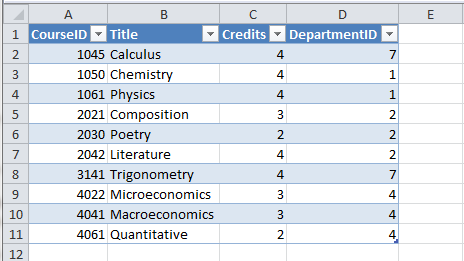 A B C D E
1 CourseID Title Credits DepartmentID
2 1045 Calculus 4 7
3 1050 Chemistry 4 1
4 1061 Physics 4 1
5 2021 Composition 3 2
6 2030 Poetry 2 2
7 2042 Literature 4 2
8 3141 Trigonometry 4 7
9 4022 Microeconomics 3 4
10 4041 Macroeconomics 3 4
11 4061 Quantitative 2 4
12